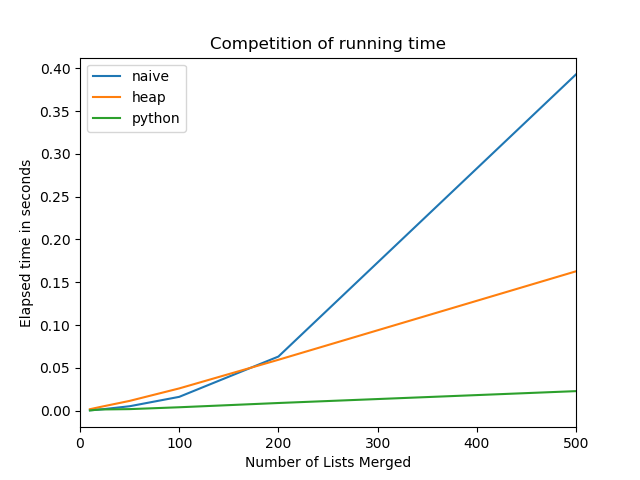 Competition of running time
naive
heap
python
Elapsed time in seconds
0.40
0.35
0.30
0.25
0.20
0.15
0.10
0.05
0.00
0 100 200 300 400 500
Number of Lists Merged